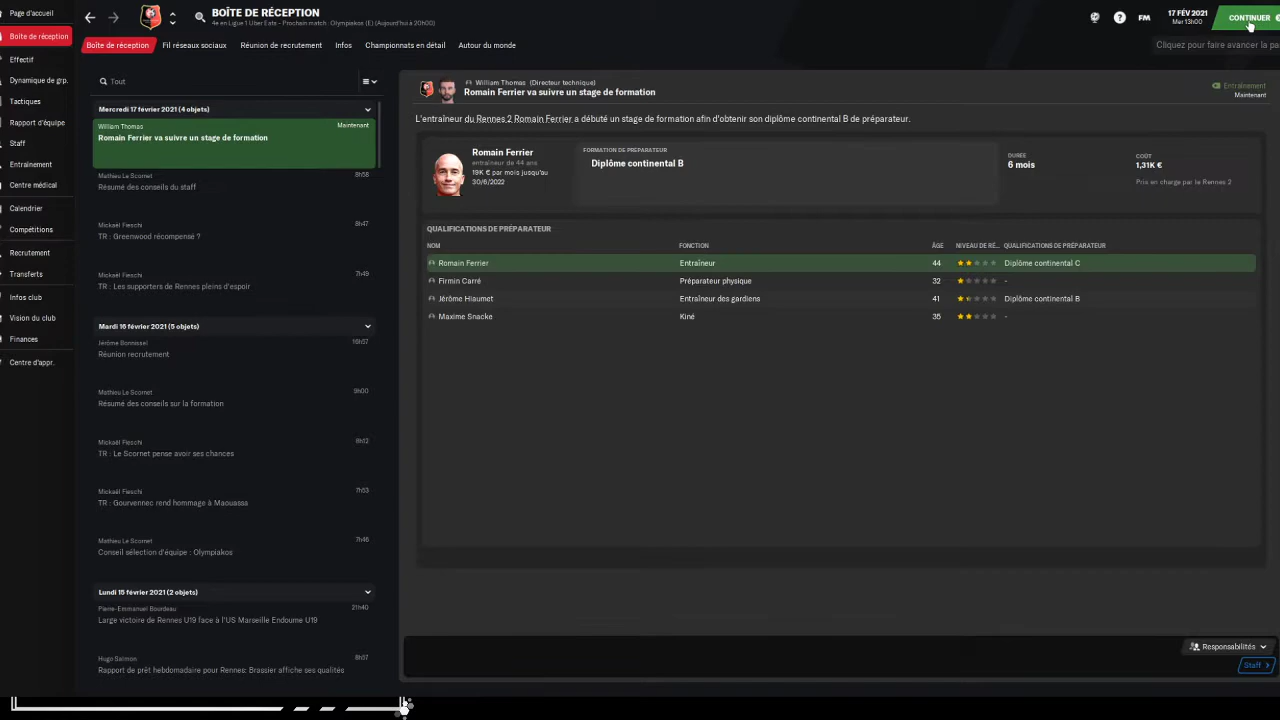 Page d'accueil
Boîte de réception
Effectif
Dynamique de grp.
Tactiques
Rapport d'équipe
Staff
Entraînement
Centre médical
Calendrier
Compétitions
Recrutement
Transferts
Infos club
Vision du club
Finances
Centre d'appr.
BOÎTE DE RÉCEPTION
4e en Ligue 1 Uber Eats - Prochain match : Olympiakos (E) (Aujourd'hui à 20h00)
FM
17 FÉV 2021
Mer 13h00
CONTINUER
Cliquez pour faire avancer la pa
Boîte de réception
Fil réseaux sociaux
Réunion de recrutement
Infos
Championnats en détail
Autour du monde
Tout
Mercredi 17 février 2021 (4 objets)
William Thomas Maintenant
Romain Ferrier va suivre un stage de formation
Mathieu Le Scornet 8h58
Résumé des conseils du staff
Mickaël Fieschi 8h47
TR : Greenwood récompensé ?
Mickaël Fieschi 7h49
TR : Les supporters de Rennes pleins d'espoir
Mardi 16 février 2021 (5 objets)
Jérôme Bonnissel 16h07
Réunion recrutement
Mathieu Le Scornet 9h00
Résumé des conseils sur la formation
Mickaël Fieschi 8h12
TR : Le Scornet pense avoir ses chances
Mickaël Fieschi 7h53
TR : Gourvennec rend hommage à Maouassa
Mathieu Le Scornet 7h46
Conseil sélection d'équipe : Olympiakos
Lundi 15 février 2021 (2 objets)
Pierre-Emmanuel Bourdeau 21h40
Large victoire de Rennes U19 face à l'US Marseille Endoume U19
Hugo Salmon 8h07
Rapport de prêt hebdomadaire pour Rennes: Brassier affiche ses qualités
William Thomas (Directeur technique)
Romain Ferrier va suivre un stage de formation
Entraînement
Maintenant
L'entraîneur du Rennes 2 Romain Ferrier a débuté un stage de formation afin d'obtenir son diplôme continental B de préparateur.
Romain Ferrier
entraîneur de 44 ans
19K € par mois jusqu'au
30/6/2022
FORMATION DE PRÉPARATEUR
Diplôme continental B
DURÉE
6 mois
COÛT
1,31K €
Pris en charge par le Rennes 2
QUALIFICATIONS DE PRÉPARATEUR
NOM FONCTION ÂGE NIVEAU DE RÉ... QUALIFICATIONS DE PRÉPARATEUR
Romain Ferrier Entraîneur 44 Diplôme continental C
Firmin Carré Préparateur physique 32 -
Jérôme Hiaumet Entraîneur des gardiens 41 Diplôme continental B
Maxime Snacke Kiné 35 -
Responsabilités
Staff